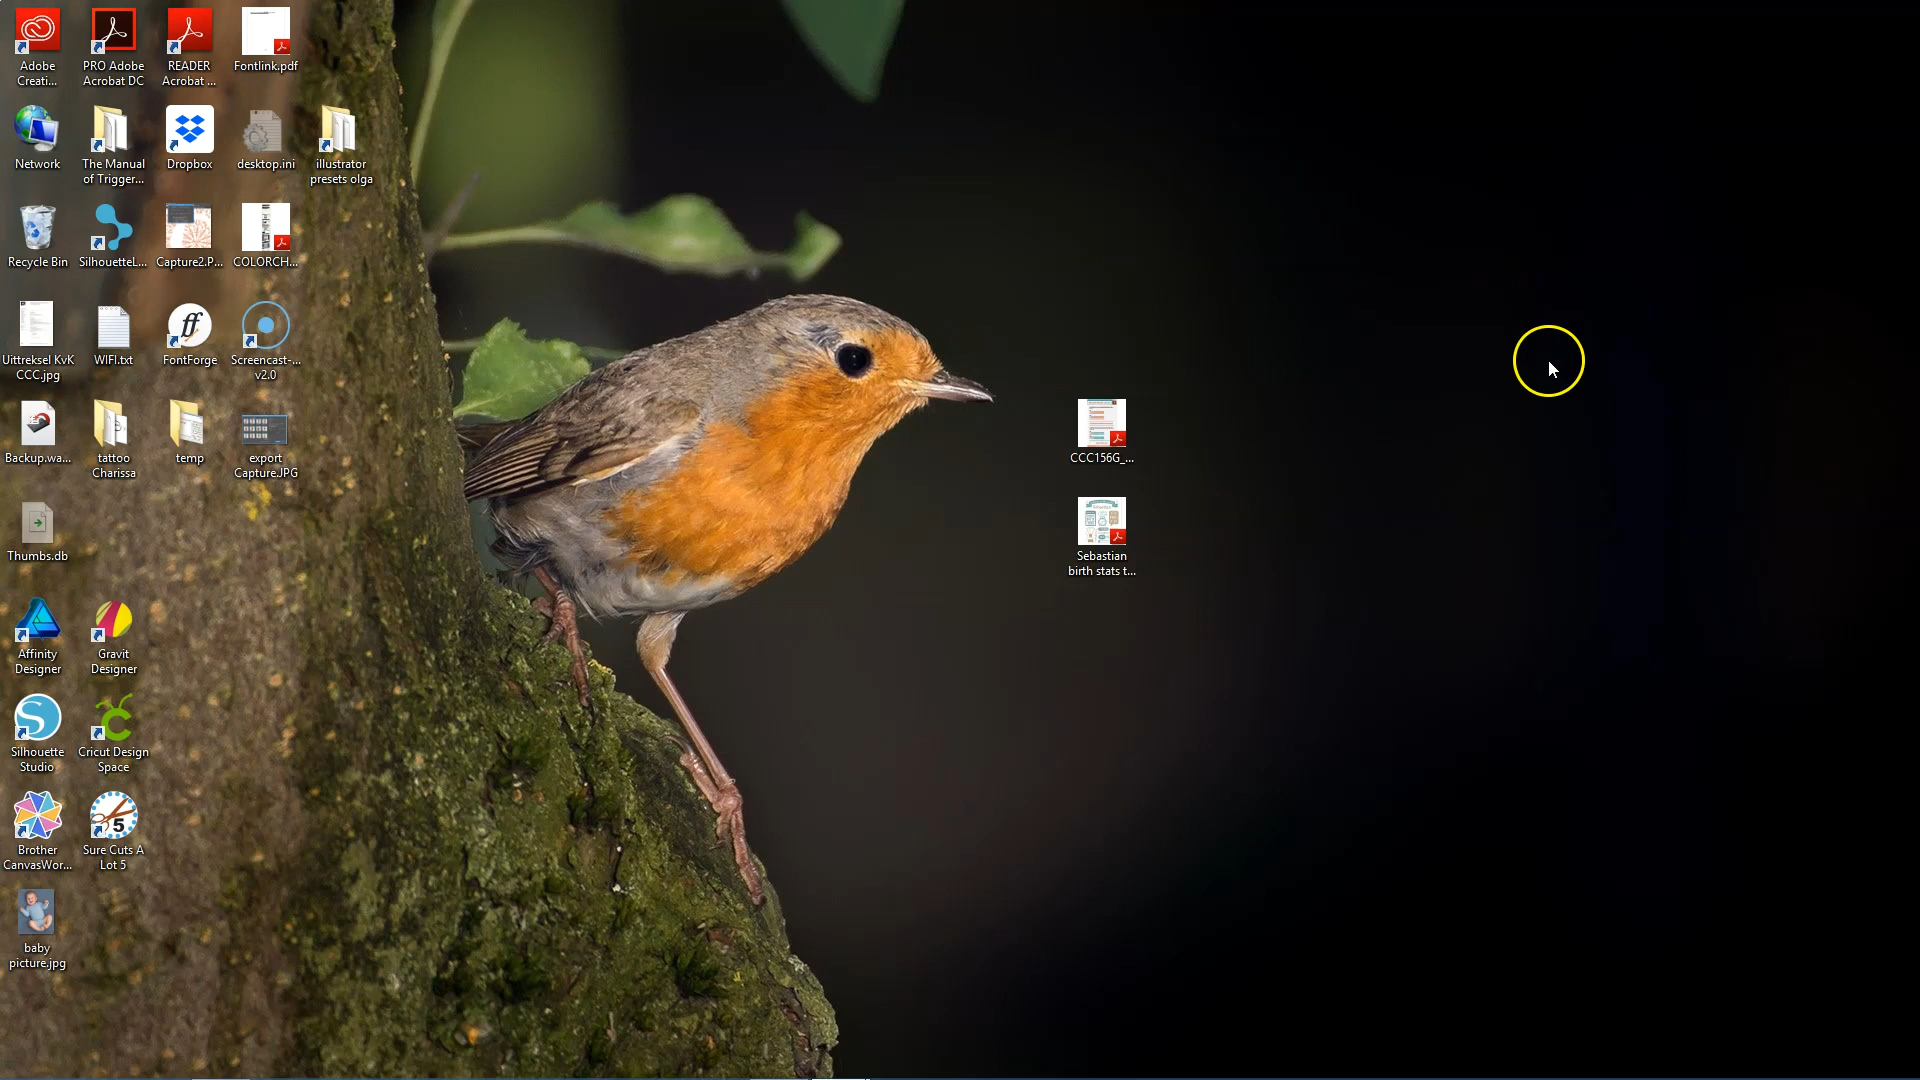 Adobe
Creati...
PRO Adobe
Acrobat DC
READER
Acrobat ...
Fontlink.pdf
Network
The Manual
of Trigger...
Dropbox
desktop.ini
illustrator
presets olga
Recycle Bin
SilhouetteL...
Capture2.P...
COLORCH...
Uittreksel KvK
CCC.jpg
WIFI.txt
FontForge
Screencast-...
v2.0
Backup.wa...
tattoo
Charissa
temp
export
Capture.JPG
CCC156G_...
Thumbs.db
Sebastian
birth stats t...
Affinity
Designer
Gravit
Designer
Silhouette
Studio
Cricut Design
Space
Brother
CanvasWor...
5
Sure Cuts A
Lot 5
baby
picture.jpg